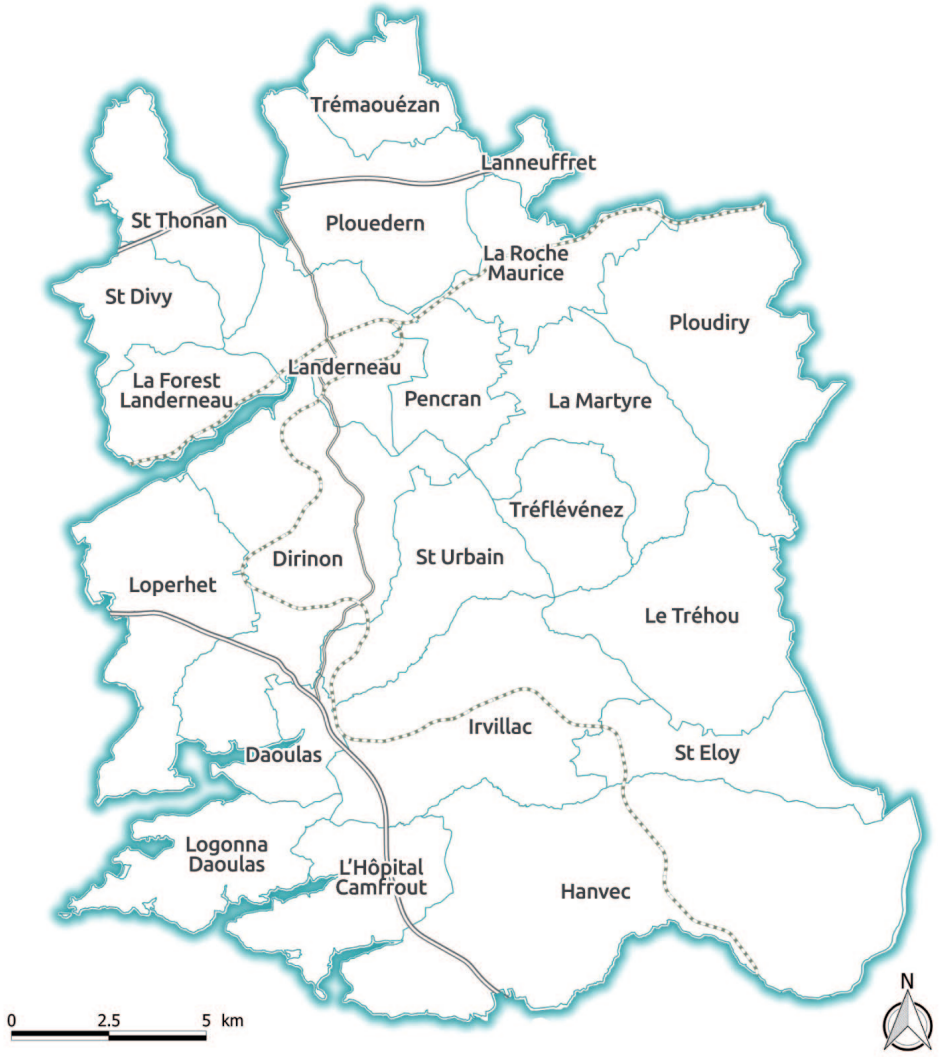 Trémaouézan
Lanneuffret
St Thonan
Plouedern
La Roche
Maurice
St Divy
Ploudiry
Landerneau
La Forest
Landerneau
Pencran
La Martyre
Tréflévénez
Dirinon
St Urbain
Loperhet
Le Tréhou
Irvillac
Daoulas
St Eloy
Logonna
Daoulas
L'Hôpital
Camfrout
Hanvec
N
0 2.5 5 km